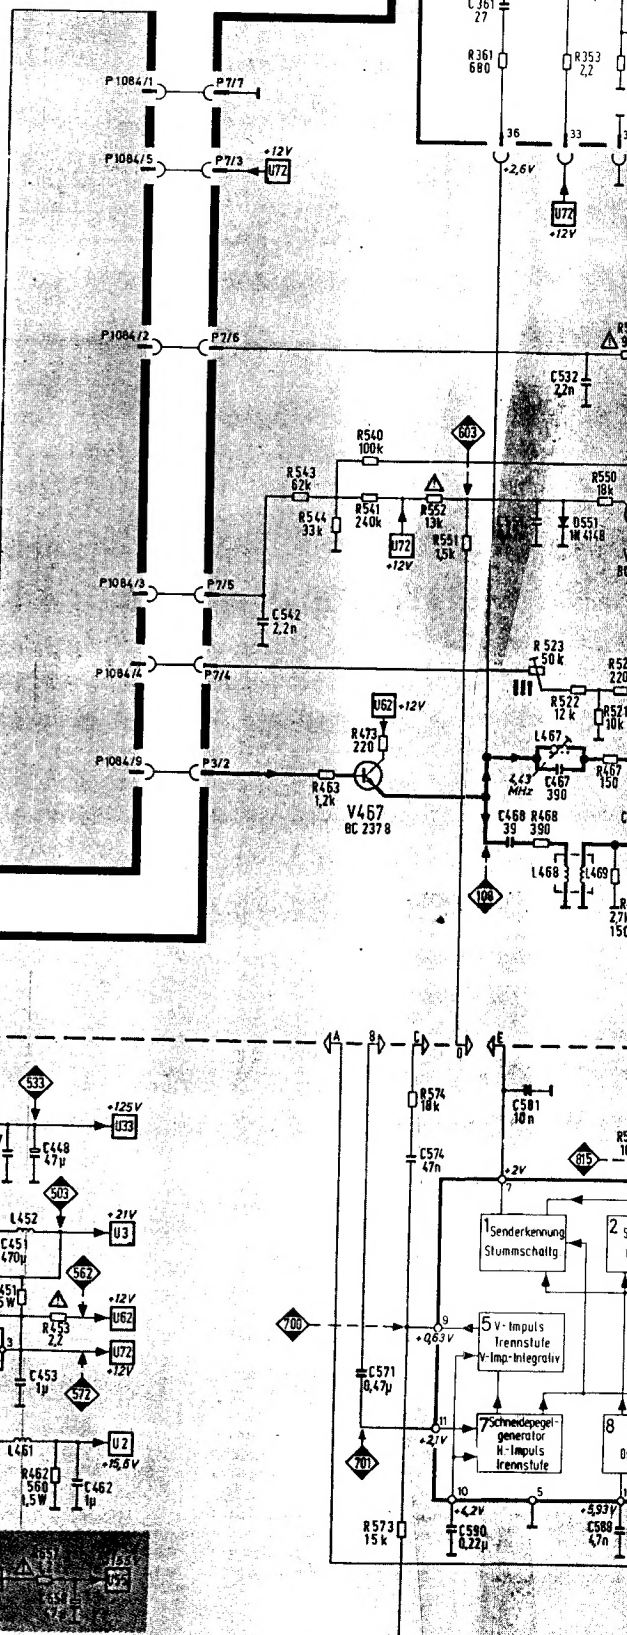 C361
27
R361
680
R353
2,2
P1084/1
P7/7
36
33
+2,6V
P1084/5
P7/3
+12V
U72
U72
+12V
P1084/2
P7/6
C532
2,2n
R540
100k
603
R543
62k
R544
33k
R541
240k
R552
13k
R551
1,5k
U72
+12V
D551
1N4148
R550
18k
P1084/3
P7/5
C542
2,2n
P1084/4
P7/4
R523
50k
R522
12k
R521
10k
220
U62
+12V
R473
220
P1084/9
P3/2
R463
1,2k
V467
BC 237 B
L467
4,43
MHz
C467
390
R467
150
C468
39
R468
390
L468
L469
108
A
B
C
D
E
533
+125V
U33
C448
47µ
503
L452
+21V
U3
C451
470µ
562
+12V
U62
R453
2,2
U72
+12V
3
C453
1µ
572
L461
U2
+15,6V
R462
560
1,5W
C462
1µ
R574
18k
C574
47n
C581
10n
815
+2V
7
1 Senderkennung
Stummschaltg.
2
700
9
+0,63V
5 V-Impuls
Trennstufe
V-Imp-Integrativ
C571
0,47µ
11
+2,1V
701
7 Schneidepegel-
generator
H.-Impuls
Trennstufe
8
10
+4,2V
5
+5,93V
R573
15k
C590
0,22µ
C588
4,7n